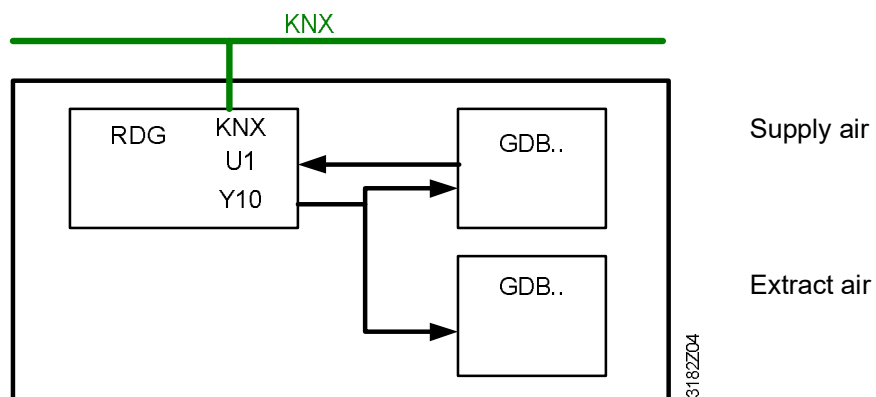 KNX
RDG
KNX
U1
Y10
GDB..
Supply air
GDB..
Extract air
3182Z04